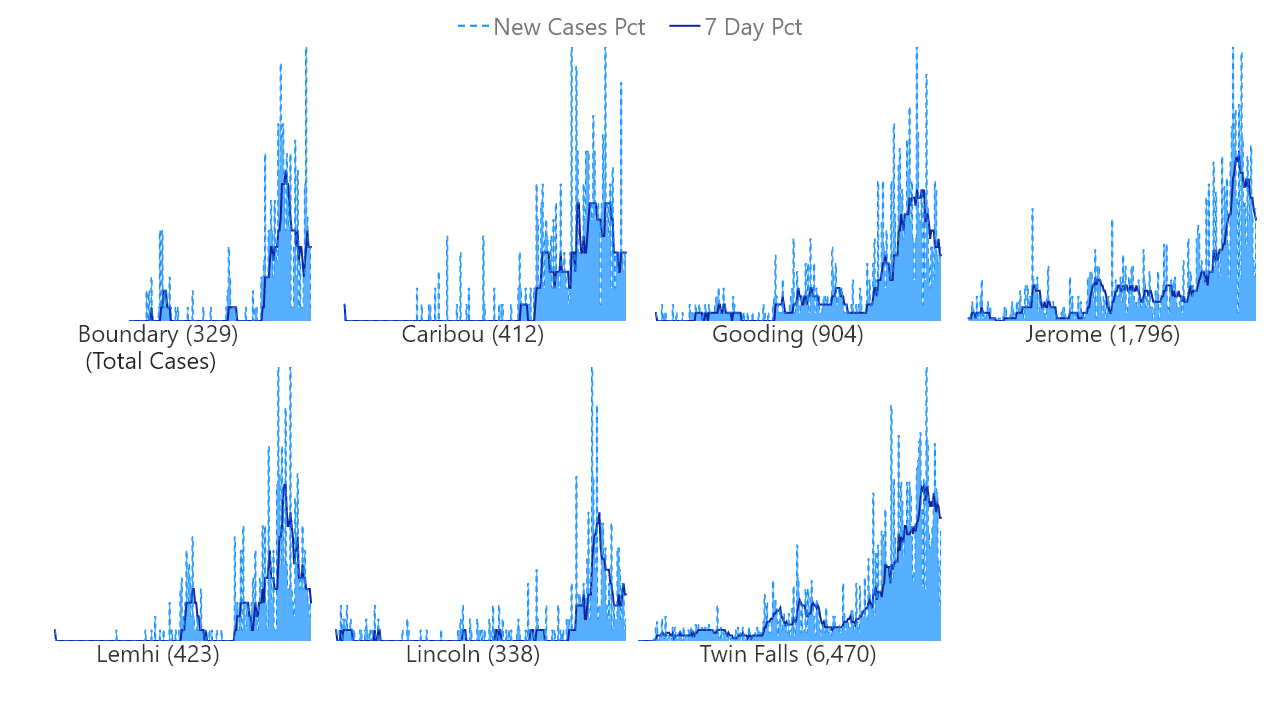 New Cases Pct 7 Day Pct
Boundary (329)
(Total Cases)
Caribou (412)
Gooding (904)
Jerome (1,796)
Lemhi (423)
Lincoln (338)
Twin Falls (6,470)